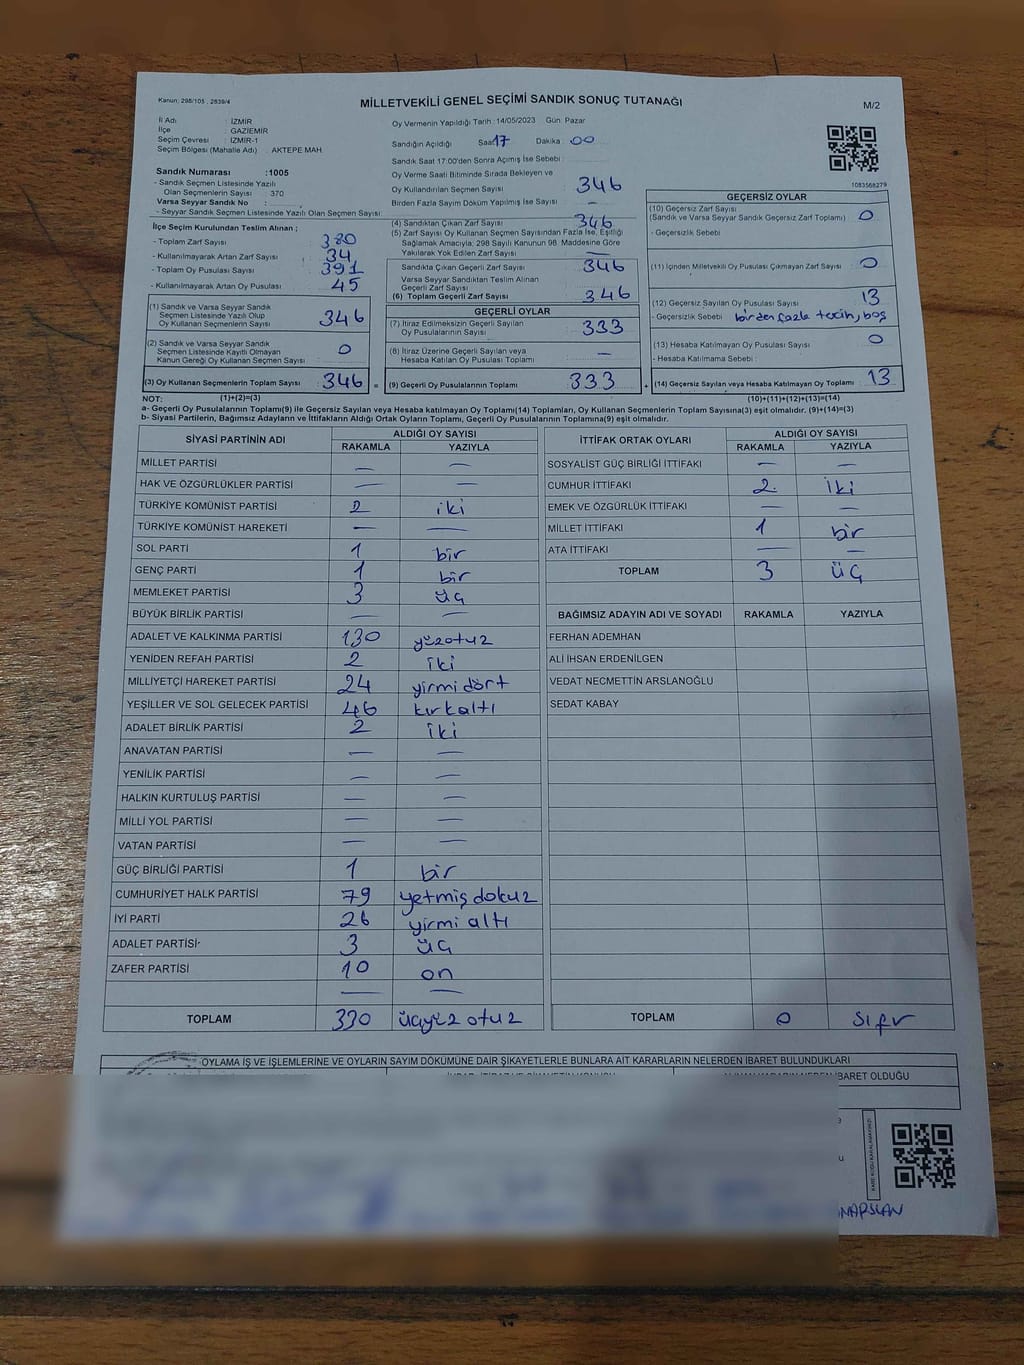 Kanun: 298/105 , 2839/4
MİLLETVEKİLİ GENEL SEÇİMİ SANDIK SONUÇ TUTANAĞI
M/2
İl Adı : İZMİR
İlçe : GAZİEMİR
Seçim Çevresi : İZMİR-1
Seçim Bölgesi (Mahalle Adı) : AKTEPE MAH.
Sandık Numarası :1005
- Sandık Seçmen Listesinde Yazılı
Olan Seçmenlerin Sayısı : 370
Varsa Seyyar Sandık No :
- Seyyar Sandık Seçmen Listesinde Yazılı Olan Seçmen Sayısı:
İlçe Seçim Kurulundan Teslim Alınan ;
- Toplam Zarf Sayısı : 380
- Kullanılmayarak Artan Zarf Sayısı : 34
- Toplam Oy Pusulası Sayısı : 391
- Kullanılmayarak Artan Oy Pusulası : 45
(1) Sandık ve Varsa Seyyar Sandık
Seçmen Listesinde Yazılı Olup
Oy Kullanan Seçmenlerin Sayısı 346
(2) Sandık ve Varsa Seyyar Sandık
Seçmen Listesinde Kayıtlı Olmayan
Kanun Gereği Oy Kullanan Seçmen Sayısı 0
(3) Oy Kullanan Seçmenlerin Toplam Sayısı 346 =
Oy Vermenin Yapıldığı Tarih : 14/05/2023 Gün: Pazar
Sandığın Açıldığı Saat 17 Dakika : 00
Sandık Saat 17:00'den Sonra Açılmış İse Sebebi :
Oy Verme Saati Bitiminde Sırada Bekleyen ve
Oy Kullandırılan Seçmen Sayısı : 346
Birden Fazla Sayım Döküm Yapılmış İse Sayısı : —
(4) Sandıktan Çıkan Zarf Sayısı : 346
(5) Zarf Sayısı Oy Kullanan Seçmen Sayısından Fazla İse, Eşitliği
Sağlamak Amacıyla; 298 Sayılı Kanunun 98. Maddesine Göre
Yakılarak Yok Edilen Zarf Sayısı : —
Sandıkta Çıkan Geçerli Zarf Sayısı : 346
Varsa Seyyar Sandıktan Teslim Alınan
Geçerli Zarf Sayısı :
(6) Toplam Geçerli Zarf Sayısı : 346
GEÇERLİ OYLAR
(7) İtiraz Edilmeksizin Geçerli Sayılan
Oy Pusulalarının Sayısı : 333
(8) İtiraz Üzerine Geçerli Sayılan veya
Hesaba Katılan Oy Pusulası Toplamı : —
(9) Geçerli Oy Pusulalarının Toplamı : 333 +
1083568279
GEÇERSİZ OYLAR
(10) Geçersiz Zarf Sayısı : 0
(Sandık ve Varsa Seyyar Sandık Geçersiz Zarf Toplamı)
- Geçersizlik Sebebi :
(11) İçinden Milletvekili Oy Pusulası Çıkmayan Zarf Sayısı : 0
(12) Geçersiz Sayılan Oy Pusulası Sayısı : 13
- Geçersizlik Sebebi : birden fazla tercih, boş
(13) Hesaba Katılmayan Oy Pusulası Sayısı : 0
- Hesaba Katılmama Sebebi :
(14) Geçersiz Sayılan veya Hesaba Katılmayan Oy Toplamı : 13
NOT: (1)+(2)=(3) (10)+(11)+(12)+(13)=(14)
a- Geçerli Oy Pusulasının Toplamı(9) ile Geçersiz Sayılan veya Hesaba katılmayan Oy Toplamı(14) Toplamları, Oy Kullanan Seçmenlerin Toplam Sayısına(3) eşit olmalıdır. (9)+(14)=(3)
b- Siyasi Partilerin, Bağımsız Adayların ve İttifakların Aldığı Oyların Toplamı, Geçerli Oy Pusulalarının Toplamına(9) eşit olmalıdır.
SİYASİ PARTİNİN ADI ALDIĞI OY SAYISI
RAKAMLA YAZIYLA
MİLLET PARTİSİ — —
HAK VE ÖZGÜRLÜKLER PARTİSİ — —
TÜRKİYE KOMÜNİST PARTİSİ 2 iki
TÜRKİYE KOMÜNİST HAREKETİ — —
SOL PARTİ 1 bir
GENÇ PARTİ 1 bir
MEMLEKET PARTİSİ 3 üç
BÜYÜK BİRLİK PARTİSİ — —
ADALET VE KALKINMA PARTİSİ 130 yüzotuz
YENİDEN REFAH PARTİSİ 2 iki
MİLLİYETÇİ HAREKET PARTİSİ 24 yirmi dört
YEŞİLLER VE SOL GELECEK PARTİSİ 46 kırkaltı
ADALET BİRLİK PARTİSİ 2 iki
ANAVATAN PARTİSİ — —
YENİLİK PARTİSİ — —
HALKIN KURTULUŞ PARTİSİ — —
MİLLİ YOL PARTİSİ — —
VATAN PARTİSİ — —
GÜÇ BİRLİĞİ PARTİSİ 1 bir
CUMHURİYET HALK PARTİSİ 79 yetmiş dokuz
İYİ PARTİ 26 yirmi altı
ADALET PARTİSİ 3 üç
ZAFER PARTİSİ 10 on
— —
TOPLAM 330 üçyüz otuz
İTTİFAK ORTAK OYLARI ALDIĞI OY SAYISI
RAKAMLA YAZIYLA
SOSYALİST GÜÇ BİRLİĞİ İTTİFAKI — —
CUMHUR İTTİFAKI 2 iki
EMEK VE ÖZGÜRLÜK İTTİFAKI — —
MİLLET İTTİFAKI 1 bir
ATA İTTİFAKI — —
TOPLAM 3 üç
BAĞIMSIZ ADAYIN ADI VE SOYADI RAKAMLA YAZIYLA
FERHAN ADEMHAN
ALİ İHSAN ERDENİLGEN
VEDAT NECMETTİN ARSLANOĞLU
SEDAT KABAY
TOPLAM 0 sıfır
OYLAMA İŞ VE İŞLEMLERİNE VE OYLARIN SAYIM DÖKÜMÜNE DAİR ŞİKAYETLERLE BUNLARA AİT KARARLARIN NELERDEN İBARET BULUNDUKLARI
İBARET OLDUĞU